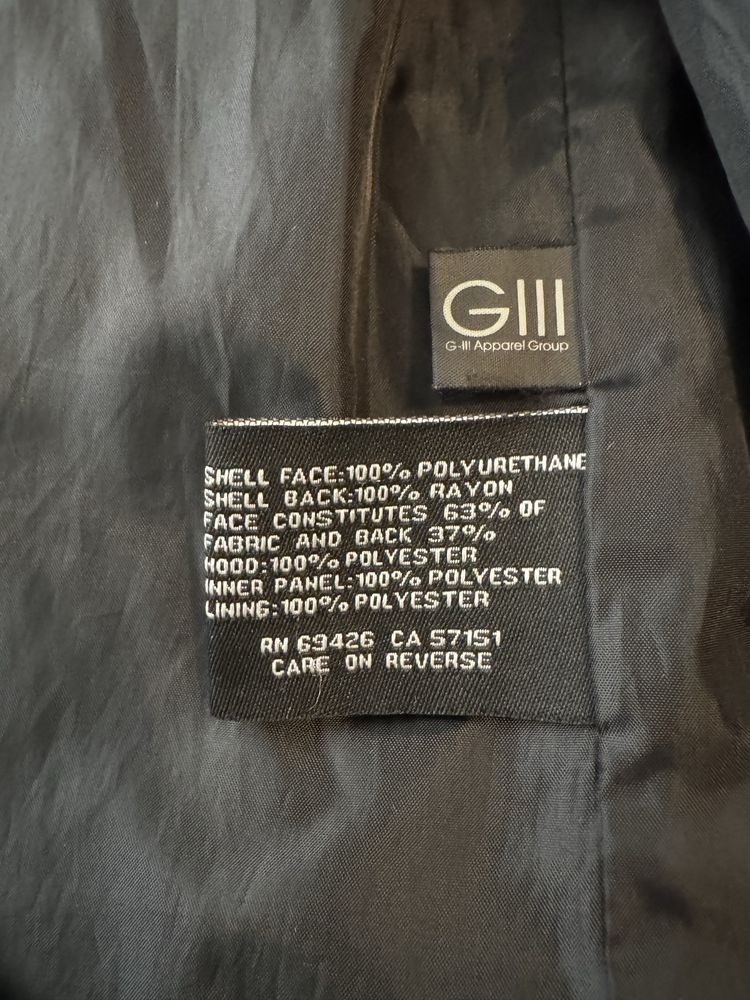 GIII
G-III Apparel Group
SHELL FACE:100% POLYURETHANE
SHELL BACK:100% RAYON
FACE CONSTITUTES 63% OF
FABRIC AND BACK 37%
HOOD:100% POLYESTER
INNER PANEL:100% POLYESTER
LINING:100% POLYESTER
RN 69426 CA 57151
CARE ON REVERSE